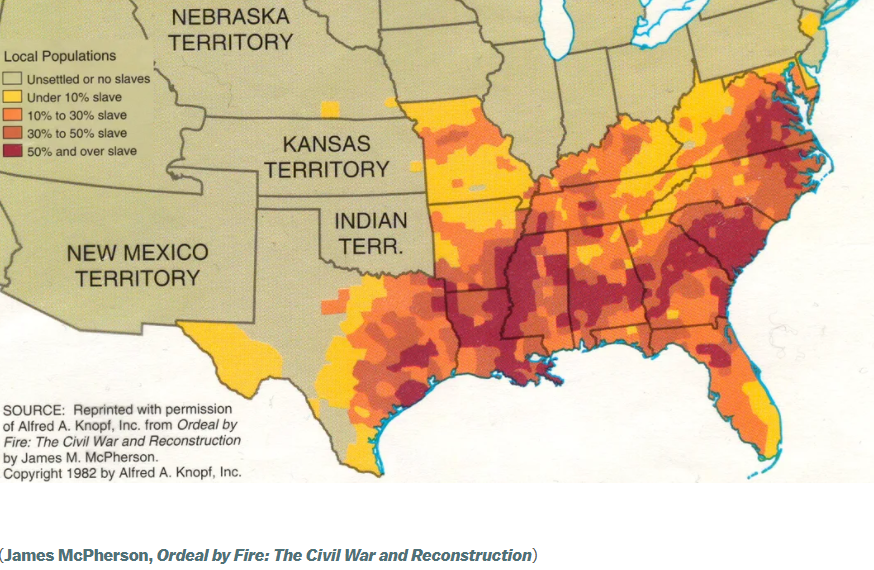 NEBRASKA
TERRITORY
Local Populations
Unsettled or no slaves
Under 10% slave
10% to 30% slave
30% to 50% slave
50% and over slave
KANSAS
TERRITORY
INDIAN
TERR.
NEW MEXICO
TERRITORY
SOURCE: Reprinted with permission
of Alfred A. Knopf, Inc. from Ordeal by
Fire: The Civil War and Reconstruction
by James M. McPherson.
Copyright 1982 by Alfred A. Knopf, Inc.
(James McPherson, Ordeal by Fire: The Civil War and Reconstruction)